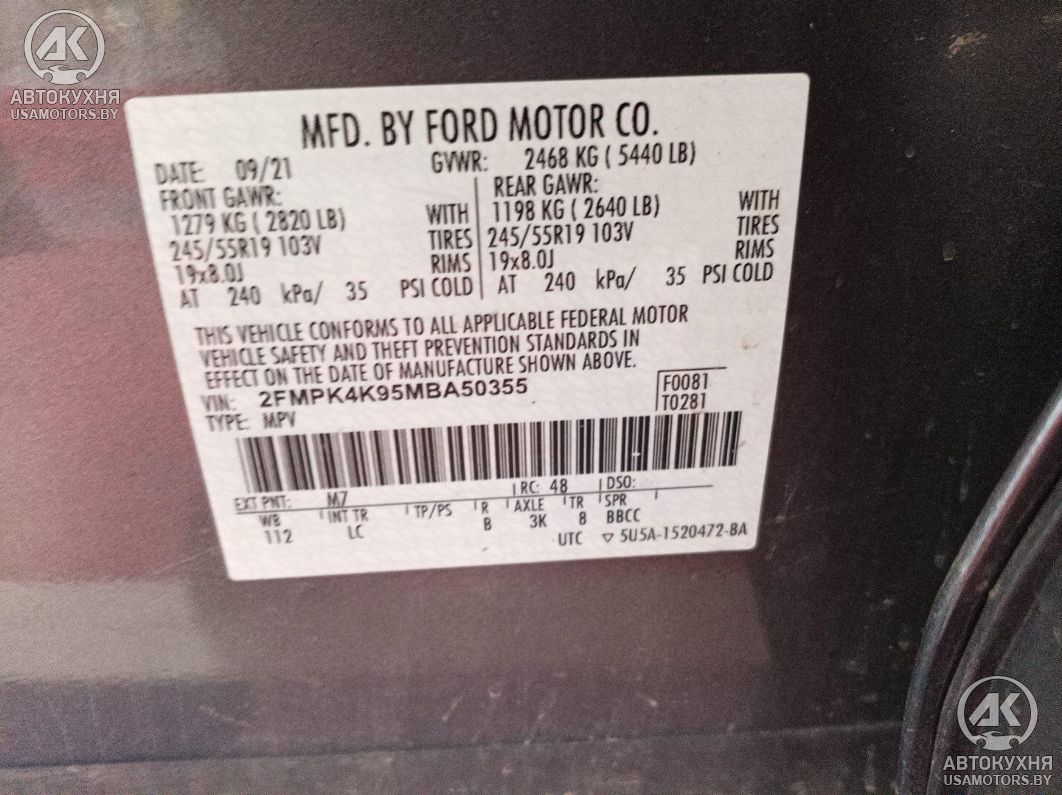 AK
АВТОКУХНЯ
USAMOTORS.BY
MFD. BY FORD MOTOR CO.
DATE: 09/21 GVWR: 2468 KG ( 5440 LB)
FRONT GAWR: REAR GAWR:
1279 KG ( 2820 LB) WITH 1198 KG ( 2640 LB) WITH
245/55R19 103V TIRES 245/55R19 103V TIRES
19x8.0J RIMS 19x8.0J RIMS
AT 240 kPa/ 35 PSI COLD AT 240 kPa/ 35 PSI COLD
THIS VEHICLE CONFORMS TO ALL APPLICABLE FEDERAL MOTOR
VEHICLE SAFETY AND THEFT PREVENTION STANDARDS IN
EFFECT ON THE DATE OF MANUFACTURE SHOWN ABOVE.
VIN: 2FMPK4K95MBA50355 F0081
TYPE: MPV T0281
EXT PNT: M7 RC: 48 DSO:
WB INT TR TP/PS R AXLE TR SPR
112 LC B 3K 8 BBCC
UTC ▽ 5U5A-1520472-BA
AK
АВТОКУХНЯ
USAMOTORS.BY